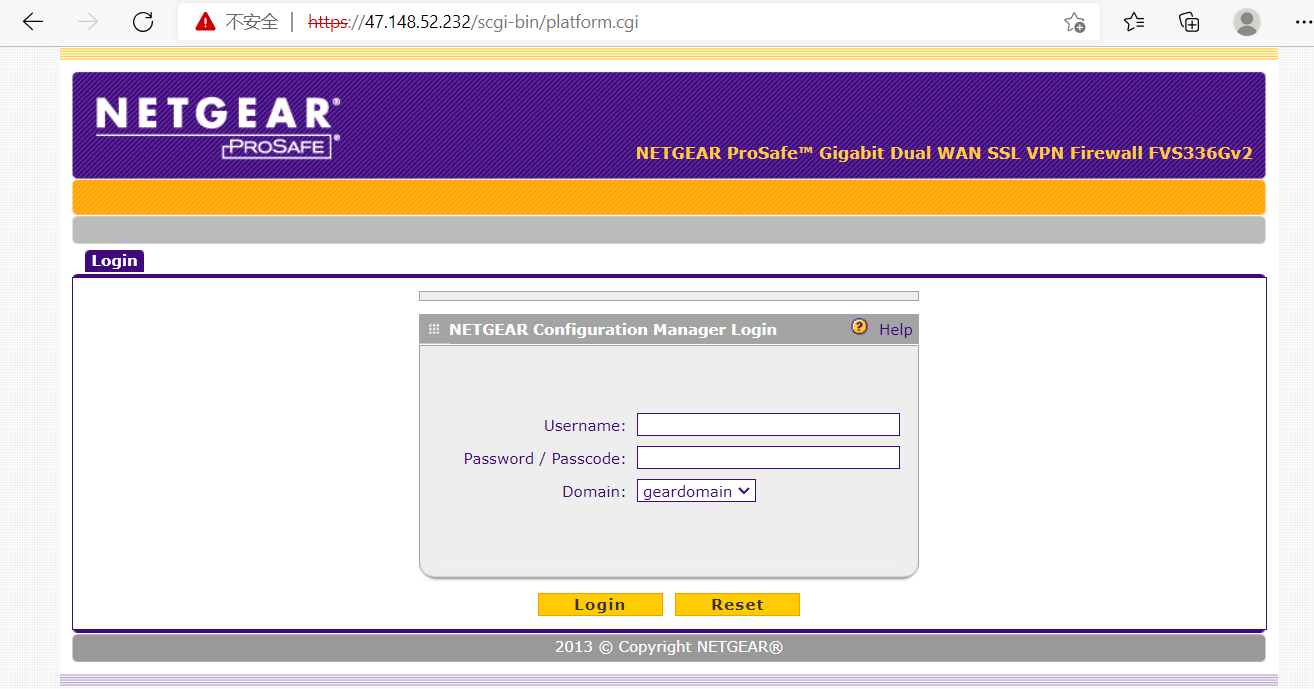 不安全 | https://47.148.52.232/scgi-bin/platform.cgi
NETGEAR®
PROSAFE®
NETGEAR ProSafe™ Gigabit Dual WAN SSL VPN Firewall FVS336Gv2
Login
NETGEAR Configuration Manager Login
? Help
Username:
Password / Passcode:
Domain: geardomain
Login Reset
2013 © Copyright NETGEAR®